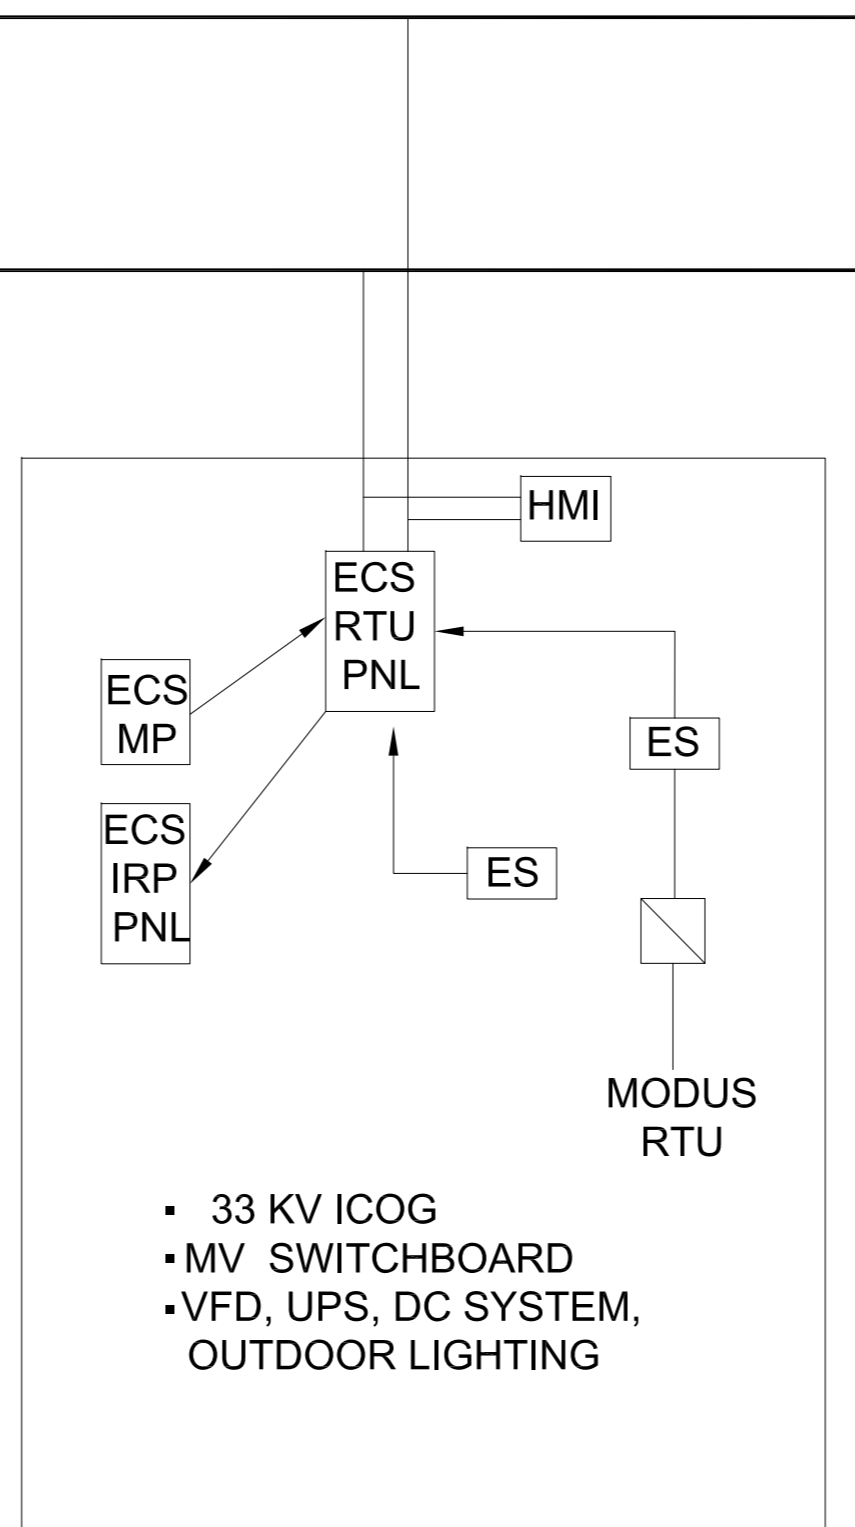 HMI
ECS
RTU
PNL
ECS
MP
ES
ECS
IRP
PNL
ES
MODUS
RTU
▪ 33 KV ICOG
▪ MV SWITCHBOARD
▪ VFD, UPS, DC SYSTEM,
OUTDOOR LIGHTING